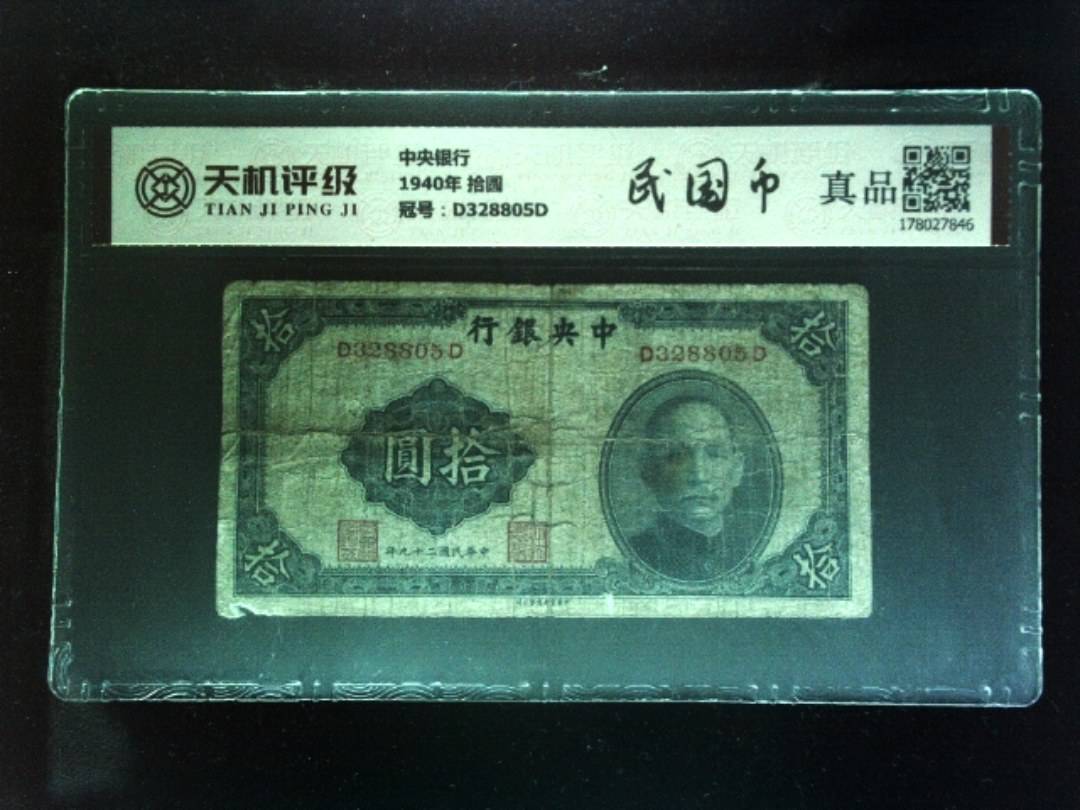 天机评级
TIAN JI PING JI
中央银行
1940年 拾圆
冠号：D328805D
民国币
真品
178027846
拾
行銀央中
拾
D328805D
D328805D
圓拾
年九十二國民華中
拾
拾